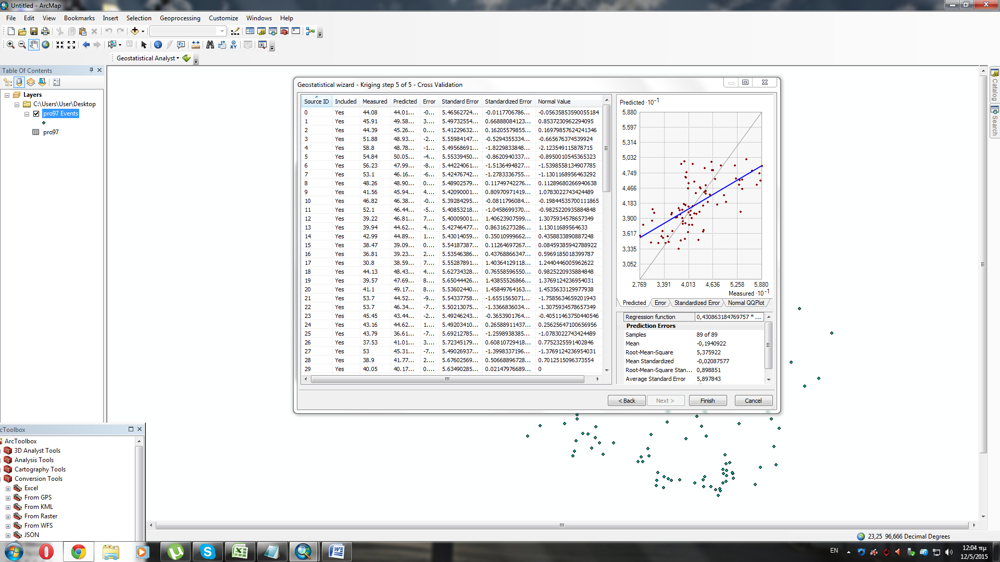 Untitled - ArcMap
File Edit View Bookmarks Insert Selection Geoprocessing Customize Windows Help
Geostatistical Analyst
Table Of Contents
Layers
C:\Users\User\Desktop
pro97 Events
pro97
Catalog
Search
Geostatistical wizard - Kriging step 5 of 5 - Cross Validation
Source ID Included Measured Predicted Error Standard Error Standardized Error Normal Value
0 Yes 44.08 44.01... -0... 5.46562724... -0.0117706786... -0.05635853590055184
1 Yes 45.91 49.58... 3.... 5.49732554... 0.66888084123... 0.8537230962294095
2 Yes 44.39 45.26... 0.... 5.41229632... 0.16205579855... 0.16979857624241346
3 Yes 51.88 48.93... -2... 5.55984147... -0.5294355334... -0.665676374539924
4 Yes 58.8 48.78... -1... 5.49568691... -1.8229833848... -2.123549115878715
5 Yes 54.84 50.05... -4... 5.55339450... -0.8620940337... -0.8950010545365323
6 Yes 56.23 47.99... -8... 5.44224061... -1.5136494827... -1.5398558134907785
7 Yes 53.1 46.16... -6... 5.42476742... -1.2783336755... -1.1301168956463292
8 Yes 48.26 48.90... 0.... 5.48902579... 0.11749742276... 0.11289680266940638
9 Yes 41.56 45.94... 4.... 5.42090001... 0.80970971419... 1.0783022743424489
10 Yes 46.82 46.38... -0... 5.39284295... -0.0811796084... -0.19844535700111865
11 Yes 52.1 46.44... -5... 5.40853218... -1.0458699370... -0.9825220935884848
12 Yes 39.22 46.81... 7.... 5.40009001... 1.40623907599... 1.3075934578657349
13 Yes 39.94 44.62... 4.... 5.42746477... 0.86316273286... 1.13011689564633
14 Yes 42.99 44.89... 1.... 5.43014059... 0.35010999662... 0.4358833890887248
15 Yes 38.47 39.09... 0.... 5.54187387... 0.11264697267... 0.08459385942788922
16 Yes 36.81 39.23... 2.... 5.53546386... 0.43768866347... 0.5969185018399787
17 Yes 30.8 38.59... 7.... 5.55287891... 1.40364129118... 1.2440446005962622
18 Yes 44.13 48.43... 4.... 5.62734328... 0.76558596550... 0.9825220935884848
19 Yes 39.57 47.69... 8.... 5.65044426... 1.43855526866... 1.3769124236954031
20 Yes 41.1 49.17... 8.... 5.53602440... 1.45849764163... 1.4535633129977938
21 Yes 53.7 44.52... -9... 5.54337758... -1.6551565071... -1.7585634659201943
22 Yes 53.7 46.34... -7... 5.50213075... -1.3366836034... -1.3075934578657349
23 Yes 45.45 43.44... -2... 5.49246243... -0.3653901764... -0.40511463750440546
24 Yes 43.16 44.62... 1.... 5.49203410... 0.26588911437... 0.25625647100656956
25 Yes 43.79 36.61... -7... 5.69212785... -1.2598938385... -1.0783022743424489
26 Yes 37.53 41.01... 3.... 5.72345179... 0.60810729418... 0.7752325591402846
27 Yes 53 45.31... -7... 5.49026937... -1.3998337196... -1.3769124236954031
28 Yes 38.9 41.77... 2.... 5.67602569... 0.50668896728... 0.7012515096373554
29 Yes 40.05 40.17... 0.... 5.63490285... 0.02147976689... 0
Predicted ·10-1
5,880
5,597
5,314
5,032
4,749
4,466
4,183
3,900
3,617
3,335
3,052
2,769 3,391 4,013 4,636 5,258 5,880
Measured ·10-1
Predicted Error Standardized Error Normal QQPlot
Regression function 0,430863184769757 * ...
Prediction Errors
Samples 89 of 89
Mean -0,1940922
Root-Mean-Square 5,375922
Mean Standardized -0,02087577
Root-Mean-Square Stan... 0,898851
Average Standard Error 5,897843
< Back Next > Finish Cancel
cToolbox
ArcToolbox
3D Analyst Tools
Analysis Tools
Cartography Tools
Conversion Tools
Excel
From GPS
From KML
From Raster
From WFS
JSON
23,25 96,666 Decimal Degrees
EN
12:04 πμ
12/5/2015